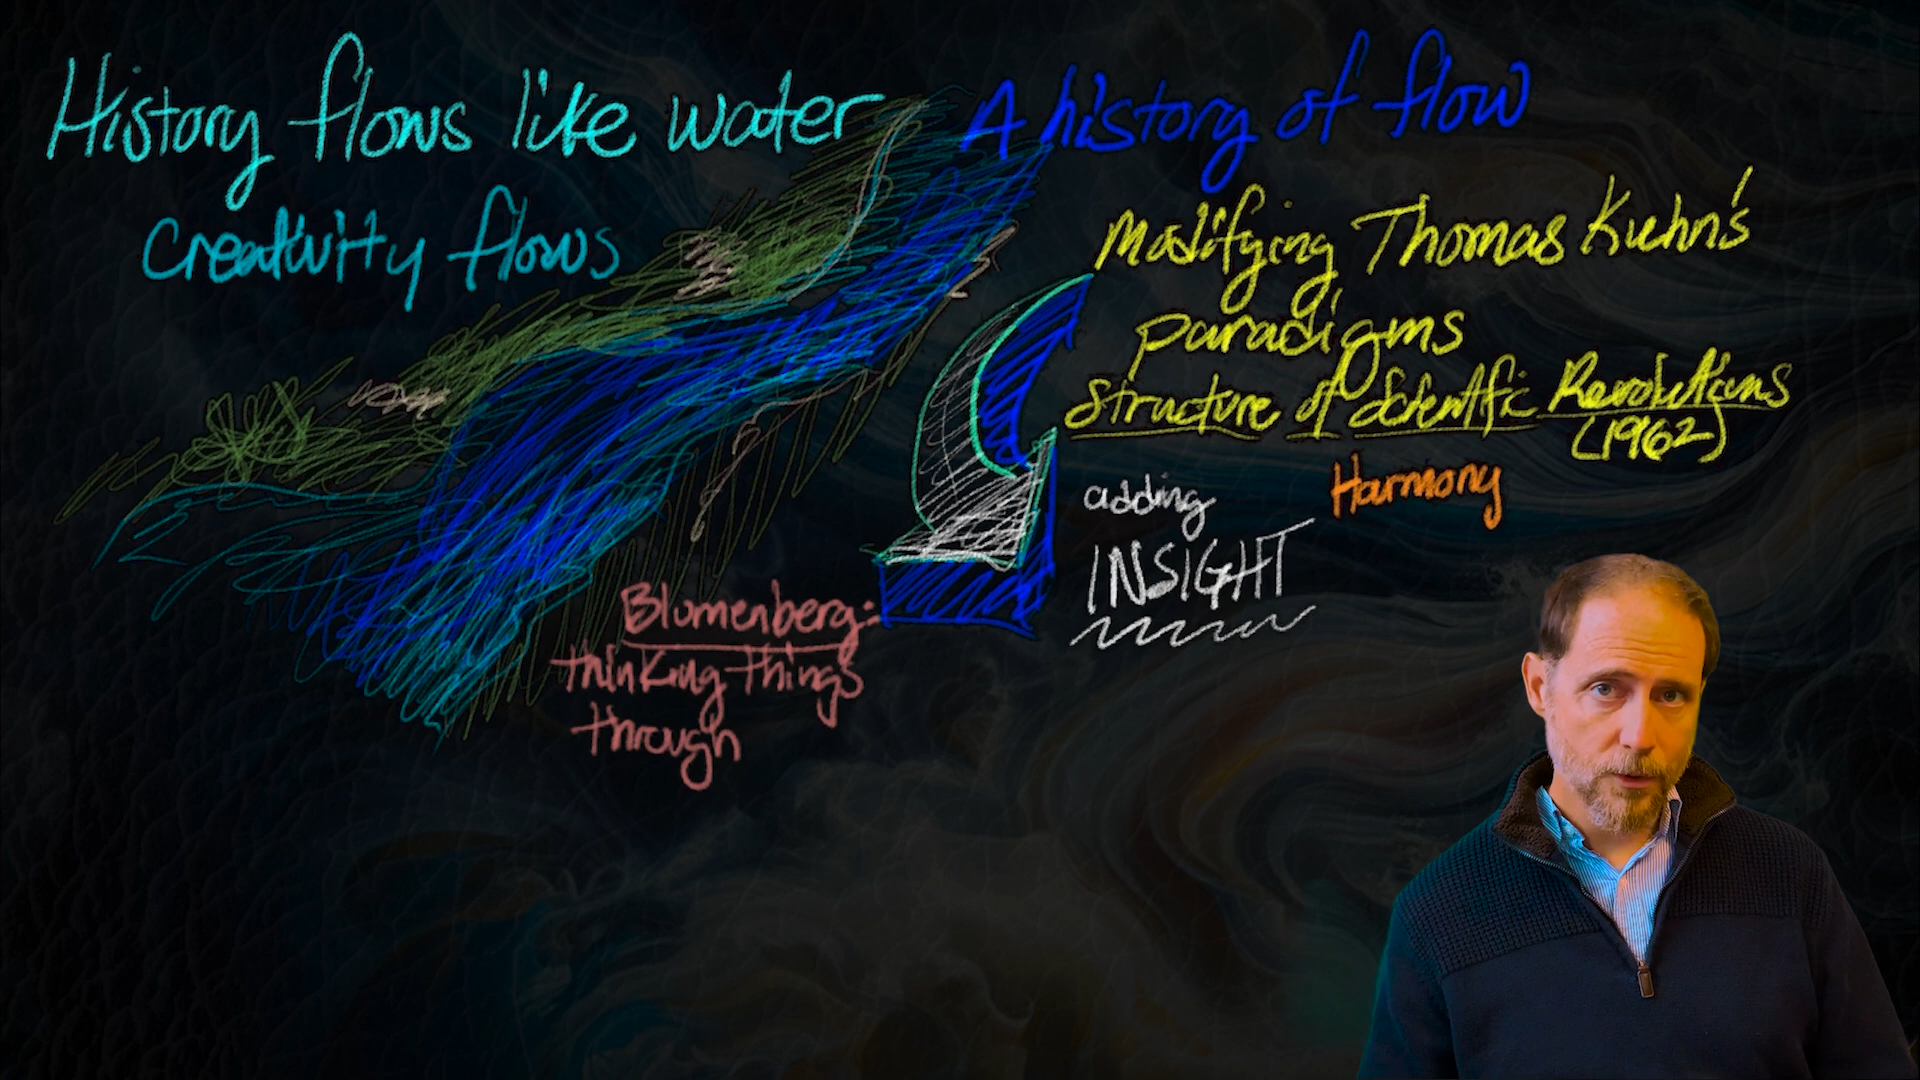 History flows like water
Creativity flows
A history of flow
Modifying Thomas Kuhn's
paradigms
Structure of Scientific Revolutions
(1962)
adding
INSIGHT
Harmony
Blumenberg:
thinking things
through